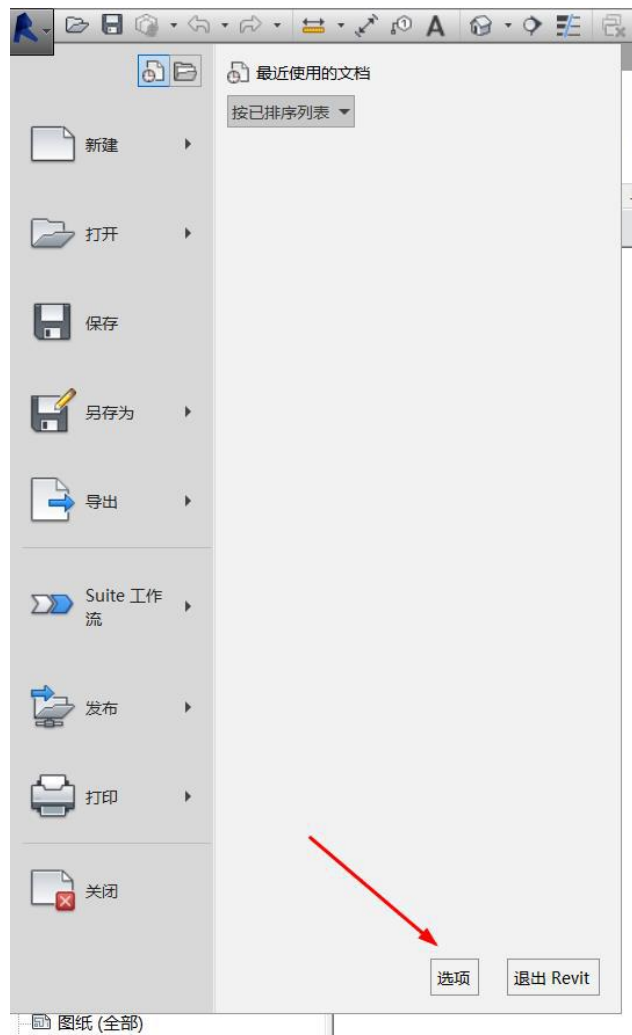 最近使用的文档
按已排序列表
新建
打开
保存
另存为
导出
Suite 工作
流
发布
打印
关闭
选项
退出 Revit
图纸 (全部)